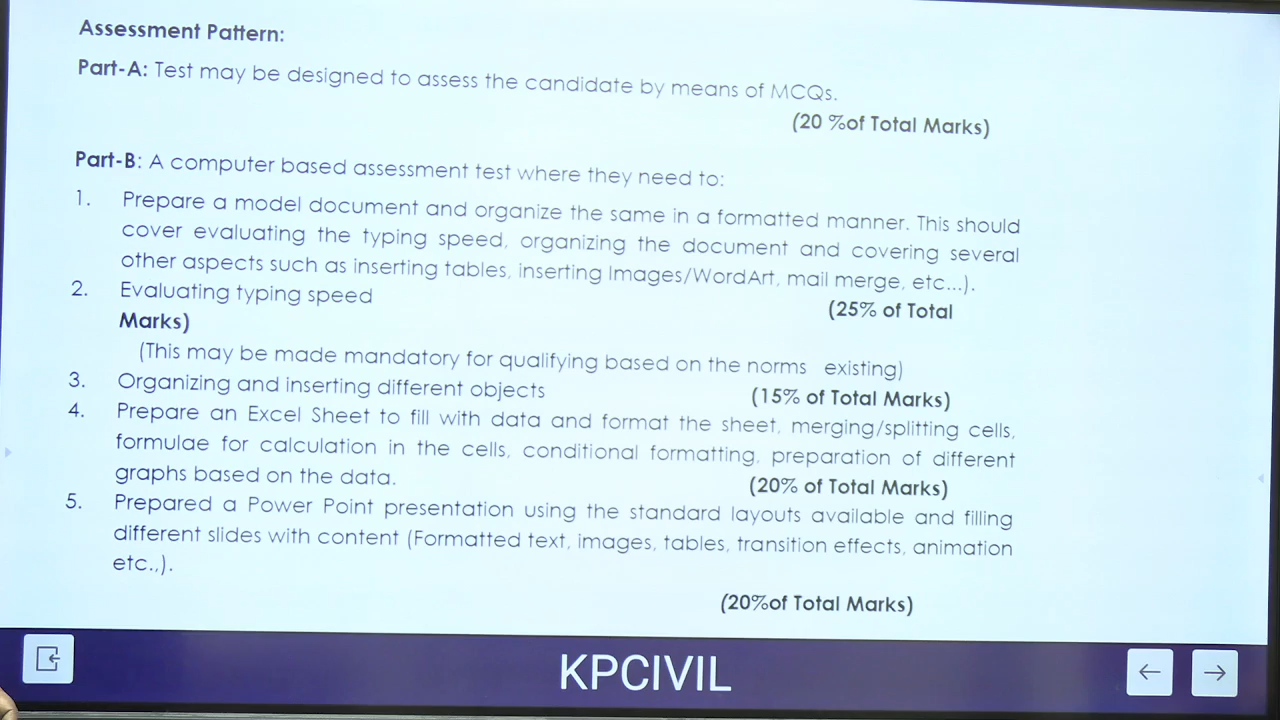 Assessment Pattern:
Part-A: Test may be designed to assess the candidate by means of MCQs.
(20 %of Total Marks)
Part-B: A computer based assessment test where they need to:
1. Prepare a model document and organize the same in a formatted manner. This should
cover evaluating the typing speed, organizing the document and covering several
other aspects such as inserting tables, inserting Images/WordArt, mail merge, etc...).
2. Evaluating typing speed (25% of Total
Marks)
(This may be made mandatory for qualifying based on the norms existing)
3. Organizing and inserting different objects (15% of Total Marks)
4. Prepare an Excel Sheet to fill with data and format the sheet, merging/splitting cells,
formulae for calculation in the cells, conditional formatting, preparation of different
graphs based on the data. (20% of Total Marks)
5. Prepared a Power Point presentation using the standard layouts available and filling
different slides with content (Formatted text, images, tables, transition effects, animation
etc.,).
(20%of Total Marks)
KPCIVIL